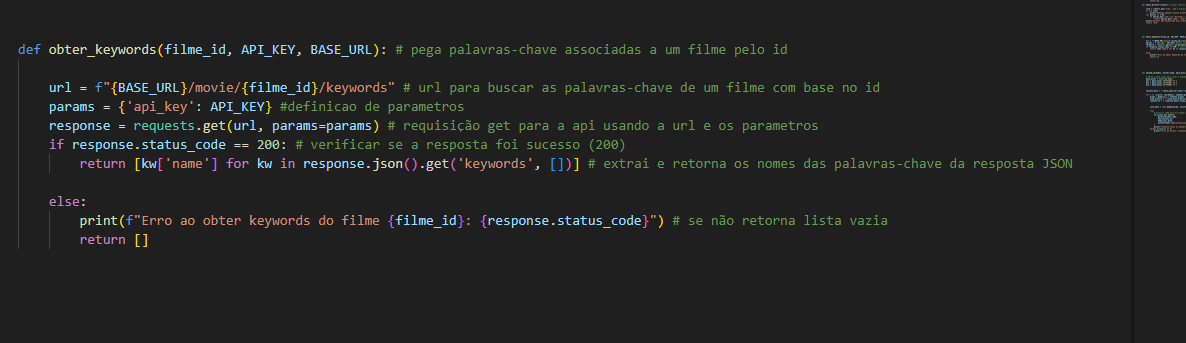 def obter_keywords(filme_id, API_KEY, BASE_URL): # pega palavras-chave associadas a um filme pelo id
url = f"{BASE_URL}/movie/{filme_id}/keywords" # url para buscar as palavras-chave de um filme com base no id
params = {'api_key': API_KEY} #definicao de parametros
response = requests.get(url, params=params) # requisição get para a api usando a url e os parametros
if response.status_code == 200: # verificar se a resposta foi sucesso (200)
return [kw['name'] for kw in response.json().get('keywords', [])] # extrai e retorna os nomes das palavras-chave da resposta JSON
else:
print(f"Erro ao obter keywords do filme {filme_id}: {response.status_code}") # se não retorna lista vazia
return []